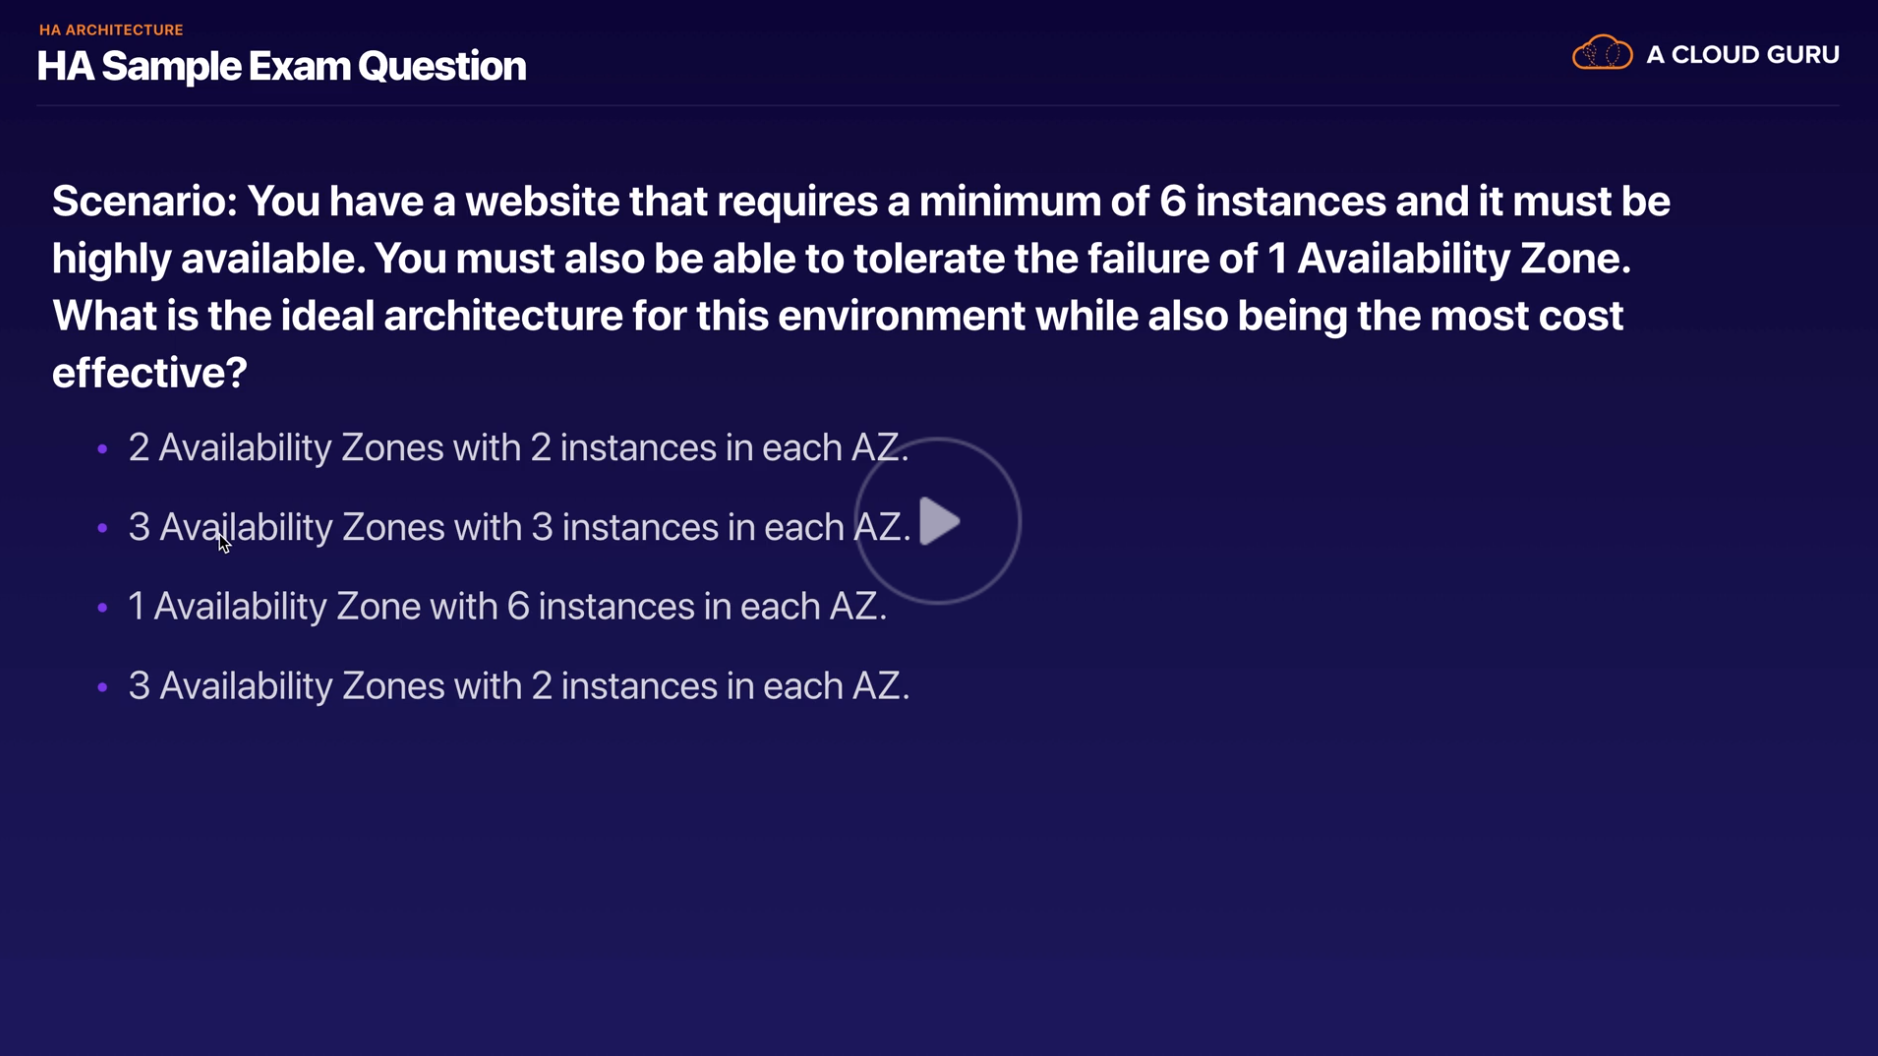 HA ARCHITECTURE
HA Sample Exam Question
A CLOUD GURU
Scenario: You have a website that requires a minimum of 6 instances and it must be
highly available. You must also be able to tolerate the failure of 1 Availability Zone.
What is the ideal architecture for this environment while also being the most cost
effective?
• 2 Availability Zones with 2 instances in each AZ.
• 3 Availability Zones with 3 instances in each AZ.
• 1 Availability Zone with 6 instances in each AZ.
• 3 Availability Zones with 2 instances in each AZ.